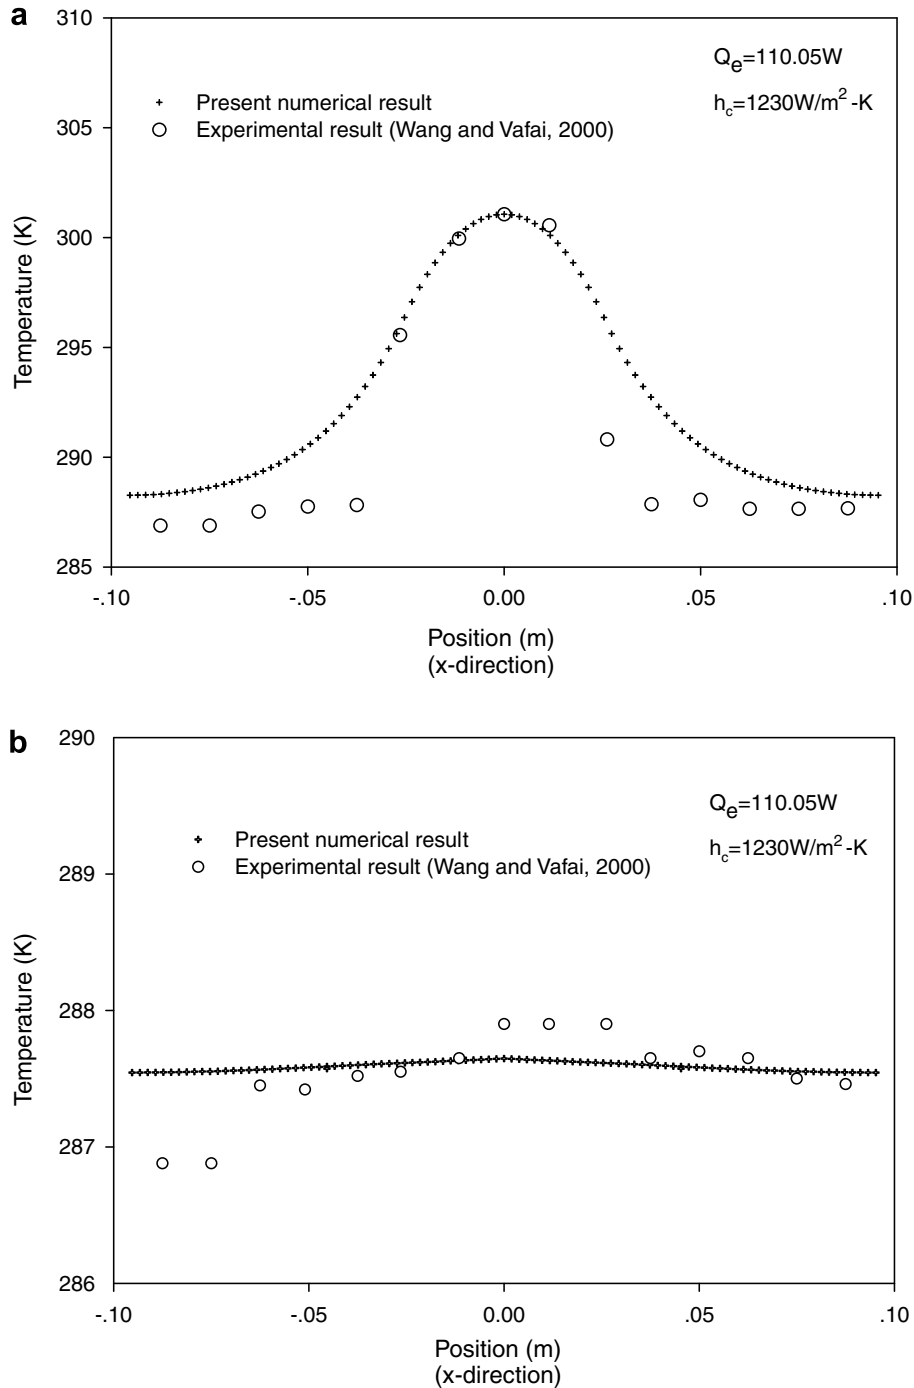 a
310
305
300
295
290
285
Temperature (K)
Qe=110.05W
hc=1230W/m2-K
Present numerical result
Experimental result (Wang and Vafai, 2000)
-.10
-.05
0.00
.05
.10
Position (m)
(x-direction)
b
290
289
288
287
286
Temperature (K)
Qe=110.05W
hc=1230W/m2-K
Present numerical result
Experimental result (Wang and Vafai, 2000)
-.10
-.05
0.00
.05
.10
Position (m)
(x-direction)